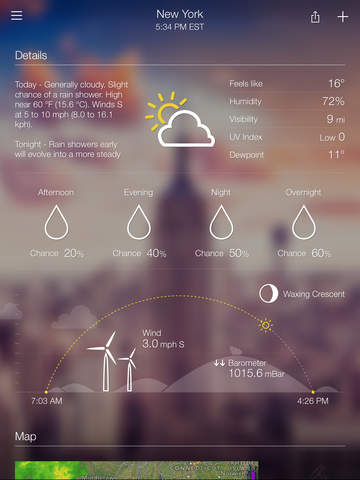 New York
5:34 PM EST
Details
Today - Generally cloudy. Slight
chance of a rain shower. High
near 60 °F (15.6 °C). Winds S
at 5 to 10 mph (8.0 to 16.1
kph).
Tonight - Rain showers early
will evolve into a more steady
Feels like 16°
Humidity 72%
Visibility 9 mi
UV Index Low 0
Dewpoint 11°
Afternoon Evening Night Overnight
Chance 20% Chance 40% Chance 50% Chance 60%
Waxing Crescent
Wind
3.0 mph S
Barometer
1015.6 mBar
7:03 AM 4:26 PM
Map
CONNECTICUT